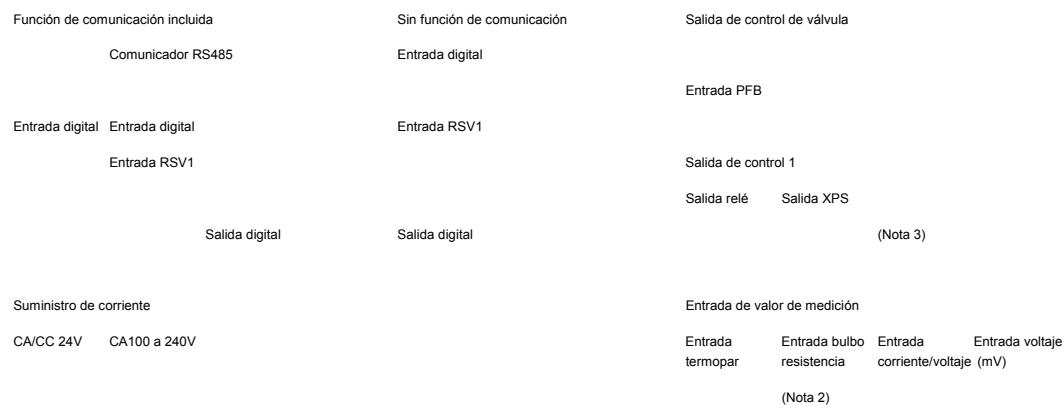 Función de comunicación incluida
Sin función de comunicación
Salida de control de válvula
Comunicador RS485
Entrada digital
Entrada PFB
Entrada digital
Entrada digital
Entrada RSV1
Entrada RSV1
Salida de control 1
Salida relé
Salida XPS
Salida digital
Salida digital
(Nota 3)
Suministro de corriente
Entrada de valor de medición
CA/CC 24V
CA100 a 240V
Entrada
termopar
Entrada bulbo
resistencia
Entrada
corriente/voltaje
Entrada voltaje
(mV)
(Nota 2)